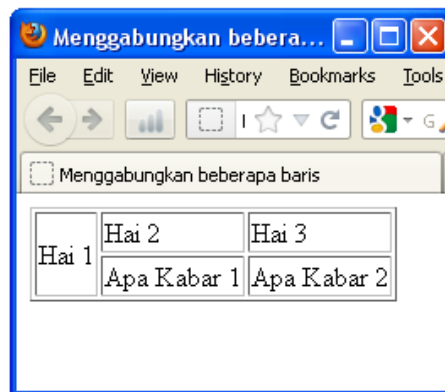 Menggabungkan bebera...
File Edit View History Bookmarks Tools
Menggabungkan beberapa baris
Hai 1 Hai 2 Hai 3
Apa Kabar 1 Apa Kabar 2